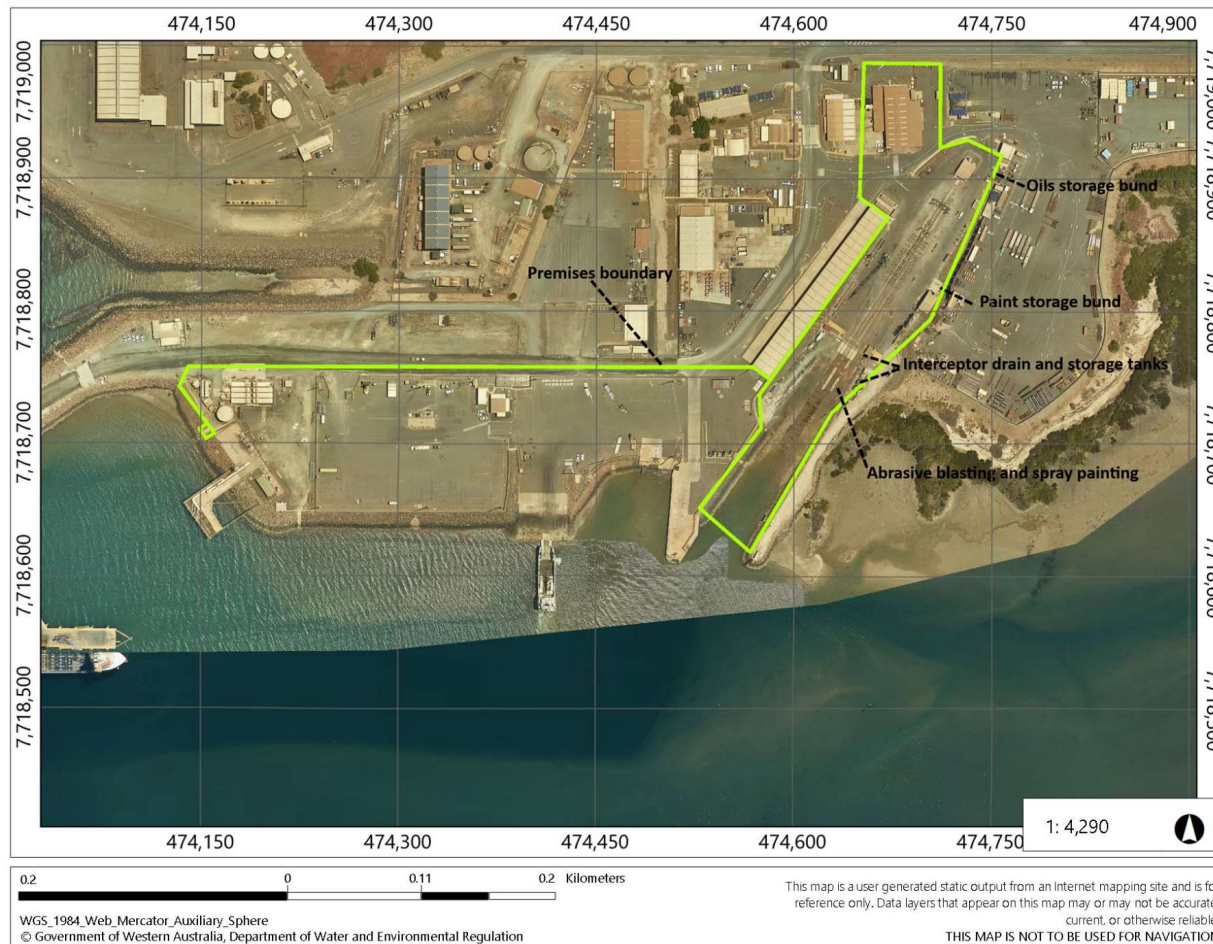 474,150 474,300 474,450 474,600 474,750 474,900
7,719,000
7,718,900
7,718,800
7,718,700
7,718,600
7,718,500
Oils storage bund
Premises boundary
Paint storage bund
Interceptor drain and storage tanks
Abrasive blasting and spray painting
474,150 474,300 474,450 474,600 474,750
1: 4,290
0.2 0 0.11 0.2 Kilometers
WGS_1984_Web_Mercator_Auxiliary_Sphere
© Government of Western Australia, Department of Water and Environmental Regulation
This map is a user generated static output from an Internet mapping site and is
reference only. Data layers that appear on this map may or may not be accurate
current, or otherwise reliable
THIS MAP IS NOT TO BE USED FOR NAVIGATION